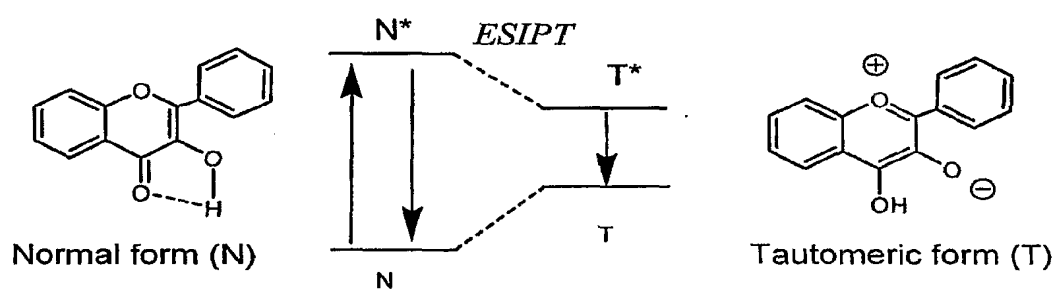 N*
ESIPT
T*
O
O
O
H
Normal form (N)
N
T
⊕
O
O
⊖
OH
Tautomeric form (T)